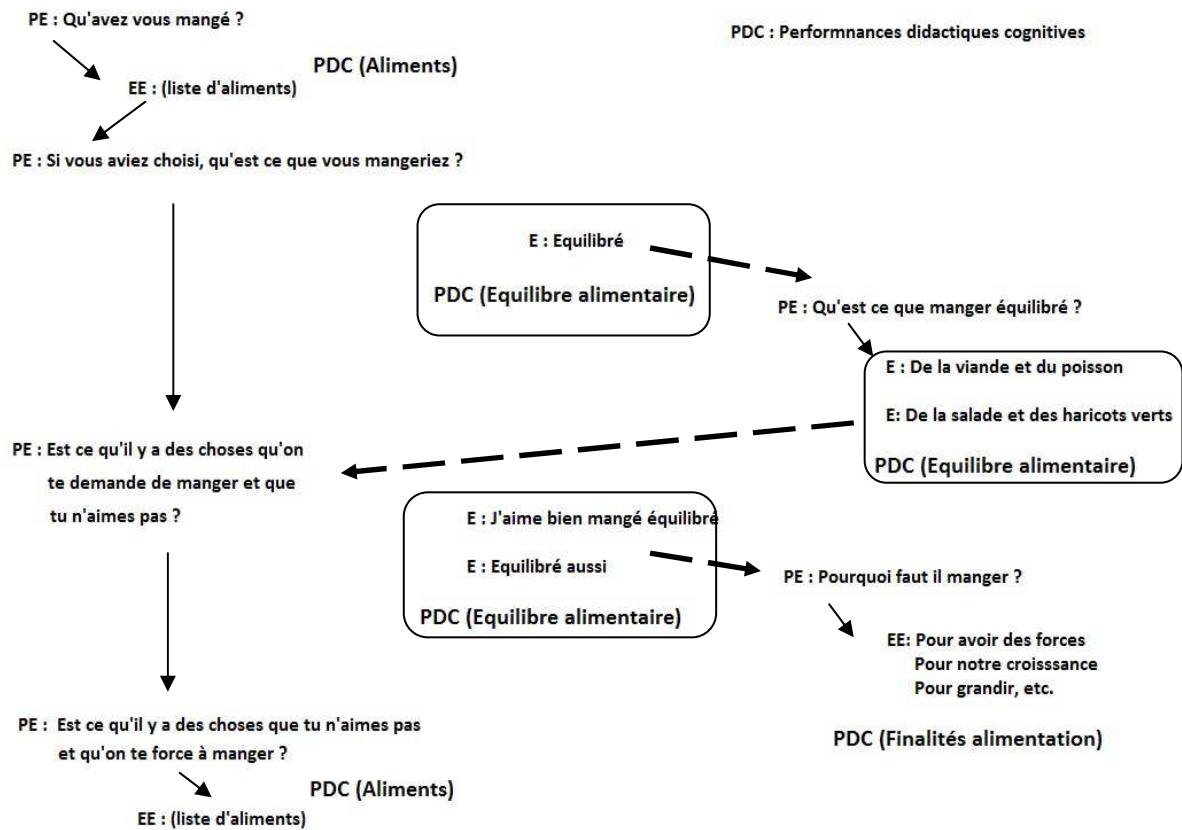 PE : Qu'avez vous mangé ?
PDC : Performnances didactiques cognitives
PDC (Aliments)
EE : (liste d'aliments)
PE : Si vous aviez choisi, qu'est ce que vous mangeriez ?
E : Equilibré
PDC (Equilibre alimentaire)
PE : Qu'est ce que manger équilibré ?
E : De la viande et du poisson
E: De la salade et des haricots verts
PDC (Equilibre alimentaire)
PE : Est ce qu'il y a des choses qu'on
te demande de manger et que
tu n'aimes pas ?
E : J'aime bien mangé équilibré
E : Equilibré aussi
PDC (Equilibre alimentaire)
PE : Pourquoi faut il manger ?
EE: Pour avoir des forces
Pour notre croisssance
Pour grandir, etc.
PDC (Finalités alimentation)
PE : Est ce qu'il y a des choses que tu n'aimes pas
et qu'on te force à manger ?
PDC (Aliments)
EE : (liste d'aliments)